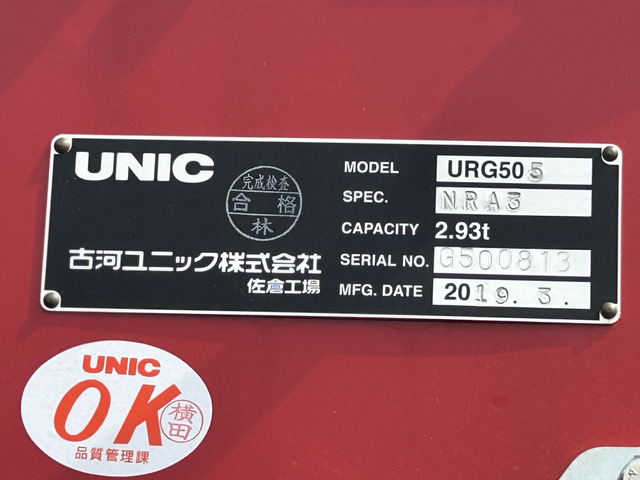 UNIC
完成検査
合格
林
古河ユニック株式会社
佐倉工場
MODEL URG505
SPEC. NRA3
CAPACITY 2.93t
SERIAL NO. G500813
MFG. DATE 2019.3.
UNIC
OK
横田
品質管理課